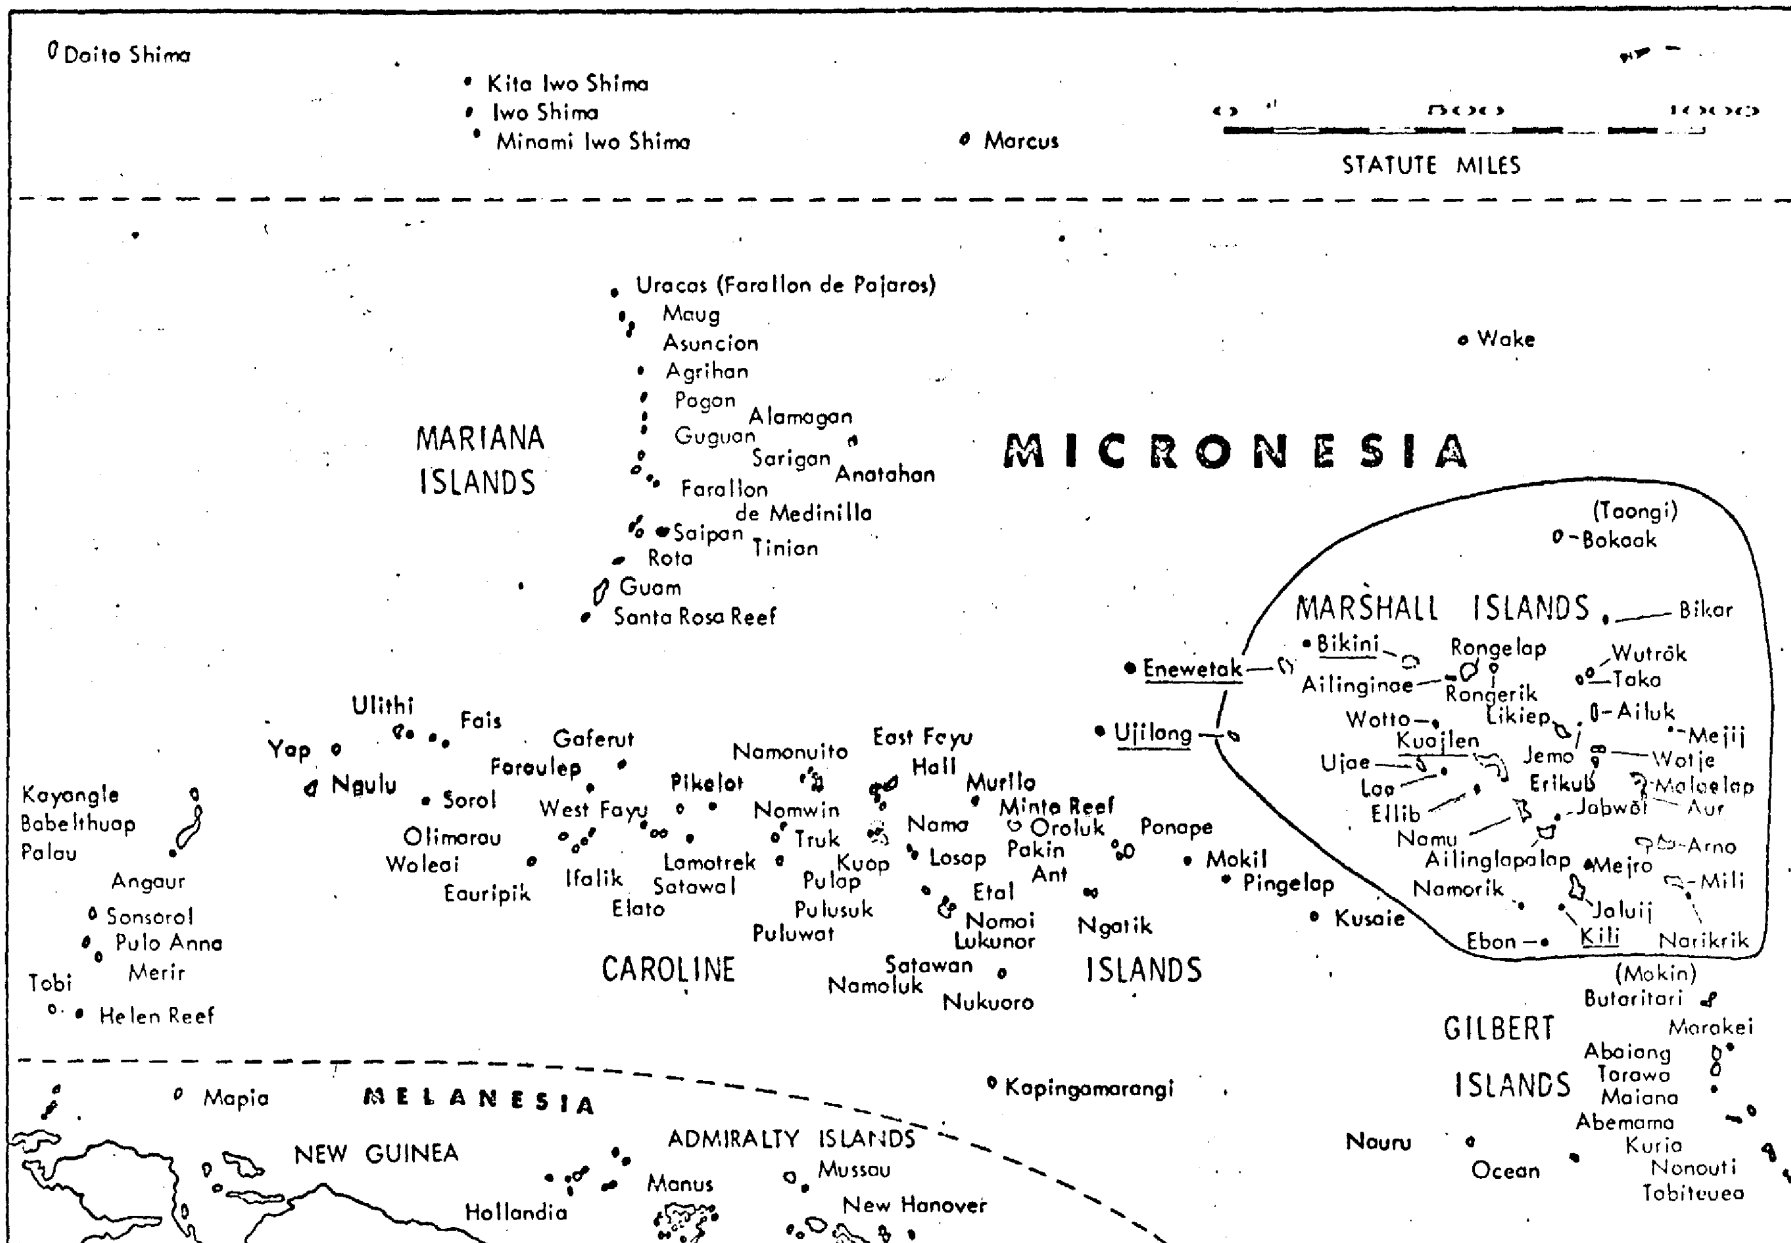 Daito Shima
Kita Iwo Shima
Iwo Shima
Minami Iwo Shima
Marcus
0 500 1000
STATUTE MILES
Uracas (Farallon de Pajaros)
Maug
Asuncion
Agrihan
Pagan
Alamagan
Guguan
Sarigan
Anatahan
Farallon
de Medinilla
Saipan
Tinian
Rota
Guam
Santa Rosa Reef
MARIANA
ISLANDS
Wake
MICRONESIA
(Taongi)
Bokaak
MARSHALL ISLANDS
Bikar
Bikini
Rongelap
Wutrōk
Enewetak
Ailinginae
Rongerik
Taka
Wotto
Likiep
Ailuk
Ujilang
Kuajlen
Jemo
Mejij
Ujae
Wotje
Lae
Erikub
Maloelap
Ellib
Jabwōt
Aur
Namu
Ailinglapalap
Arno
Mejro
Namorik
Mili
Jaluij
Ebon
Kili
Narikrik
Ulithi
Fais
Yap
Gaferut
Namonuito
East Fayu
Ngulu
Faraulep
Hall
Kayangle
Sorol
West Fayu
Pikelot
Nomwin
Murilo
Babelthuap
Minto Reef
Palau
Olimarau
Truk
Nama
Oroluk
Ponape
Woleai
Lamotrek
Kuop
Losap
Pakin
Mokil
Angaur
Eauripik
Ifalik
Satawal
Pulap
Ant
Pingelap
Elato
Pulusuk
Etal
Sonsorol
Puluwat
Nomoi
Ngatik
Kusaie
Pulo Anna
Lukunor
Merir
CAROLINE
Satawan
ISLANDS
Tobi
Namoluk
Helen Reef
Nukuoro
(Makin)
Butaritari
GILBERT
ISLANDS
Marakei
Abaiang
Tarawa
Maiana
Abemama
Kuria
Nonouti
Tabiteuea
Nauru
Ocean
Kapingamarangi
Mapia
MELANESIA
NEW GUINEA
ADMIRALTY ISLANDS
Mussau
Manus
Hollandia
New Hanover